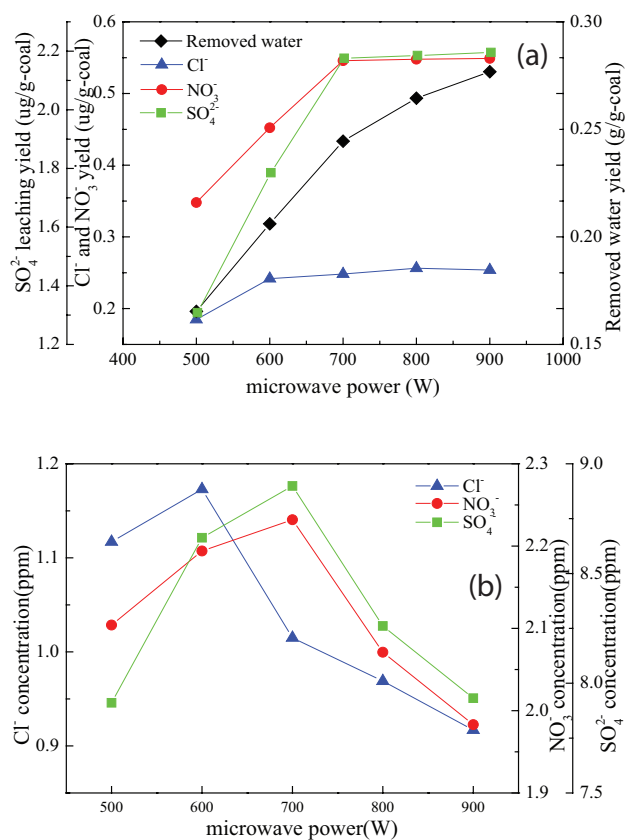 SO₄²⁻ leaching yield (ug/g-coal)
2.2
2.0
1.8
1.6
1.4
1.2
Cl⁻ and NO₃⁻ yield (ug/g-coal)
0.6
0.5
0.4
0.3
0.2
Removed water
Cl⁻
NO₃⁻
SO₄²⁻
(a)
0.30
0.25
0.20
0.15
Removed water yield (g/g-coal)
400 500 600 700 800 900 1000
microwave power (W)
Cl⁻ concentration(ppm)
1.2
1.1
1.0
0.9
Cl⁻
NO₃⁻
SO₄
(b)
2.3
2.2
2.1
2.0
1.9
NO₃⁻ concentration(ppm)
9.0
8.5
8.0
7.5
SO₄²⁻ concentration(ppm)
500 600 700 800 900
microwave power(W)